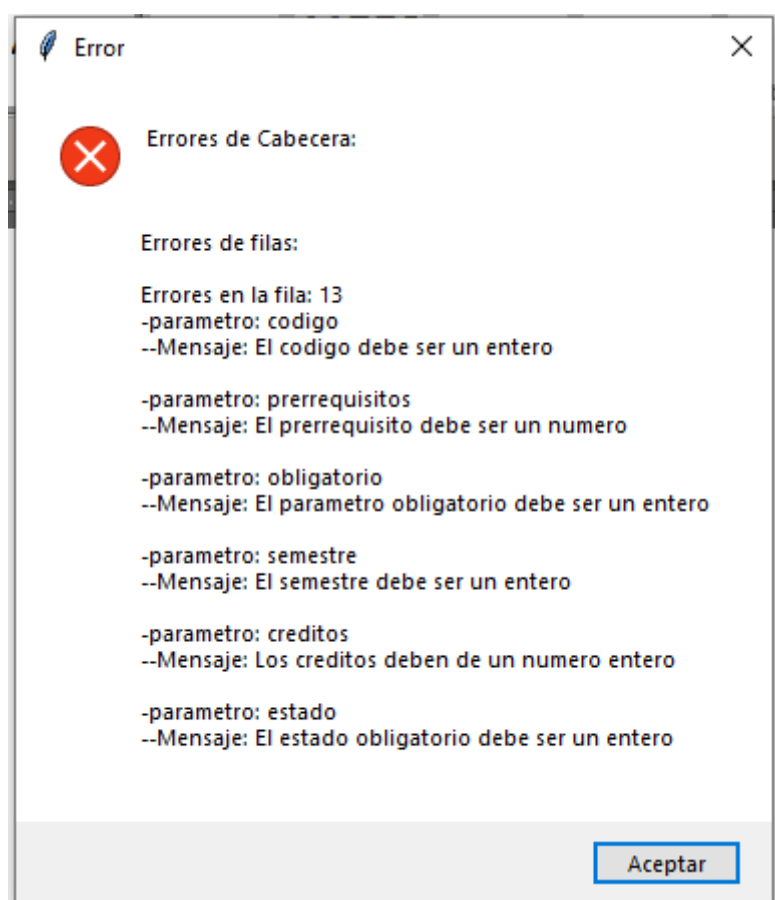 Error
Errores de Cabecera:
Errores de filas:
Errores en la fila: 13
-parametro: codigo
--Mensaje: El codigo debe ser un entero
-parametro: prerrequisitos
--Mensaje: El prerrequisito debe ser un numero
-parametro: obligatorio
--Mensaje: El parametro obligatorio debe ser un entero
-parametro: semestre
--Mensaje: El semestre debe ser un entero
-parametro: creditos
--Mensaje: Los creditos deben de un numero entero
-parametro: estado
--Mensaje: El estado obligatorio debe ser un entero
Aceptar